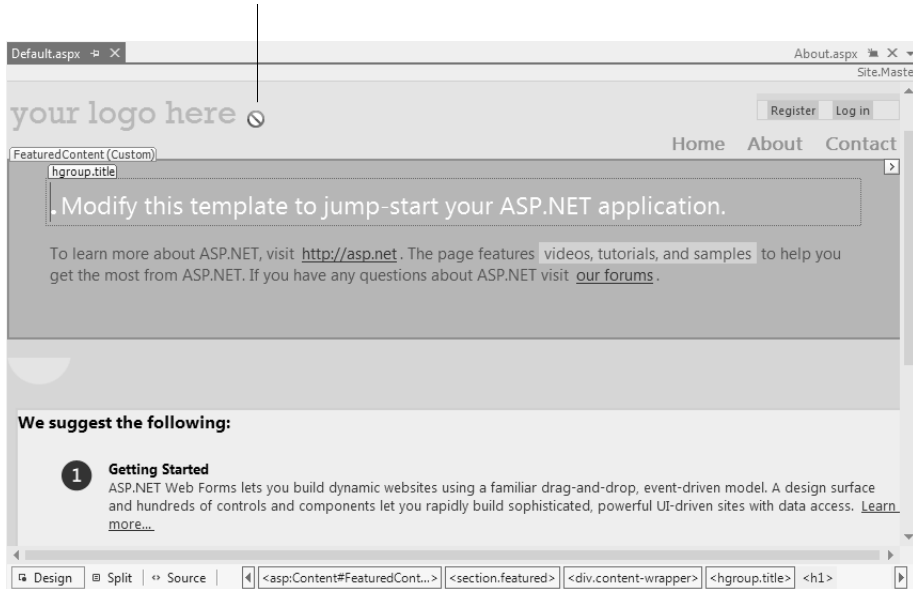 Default.aspx
About.aspx
Site.Maste
your logo here
Register Log in
Home About Contact
FeaturedContent (Custom)
hgroup.title
. Modify this template to jump-start your ASP.NET application.
To learn more about ASP.NET, visit http://asp.net . The page features videos, tutorials, and samples to help you
get the most from ASP.NET. If you have any questions about ASP.NET visit our forums .
We suggest the following:
1 Getting Started
ASP.NET Web Forms lets you build dynamic websites using a familiar drag-and-drop, event-driven model. A design surface
and hundreds of controls and components let you rapidly build sophisticated, powerful UI-driven sites with data access. Learn
more...
Design Split Source <asp:Content#FeaturedCont...> <section.featured> <div.content-wrapper> <hgroup.title> <h1>